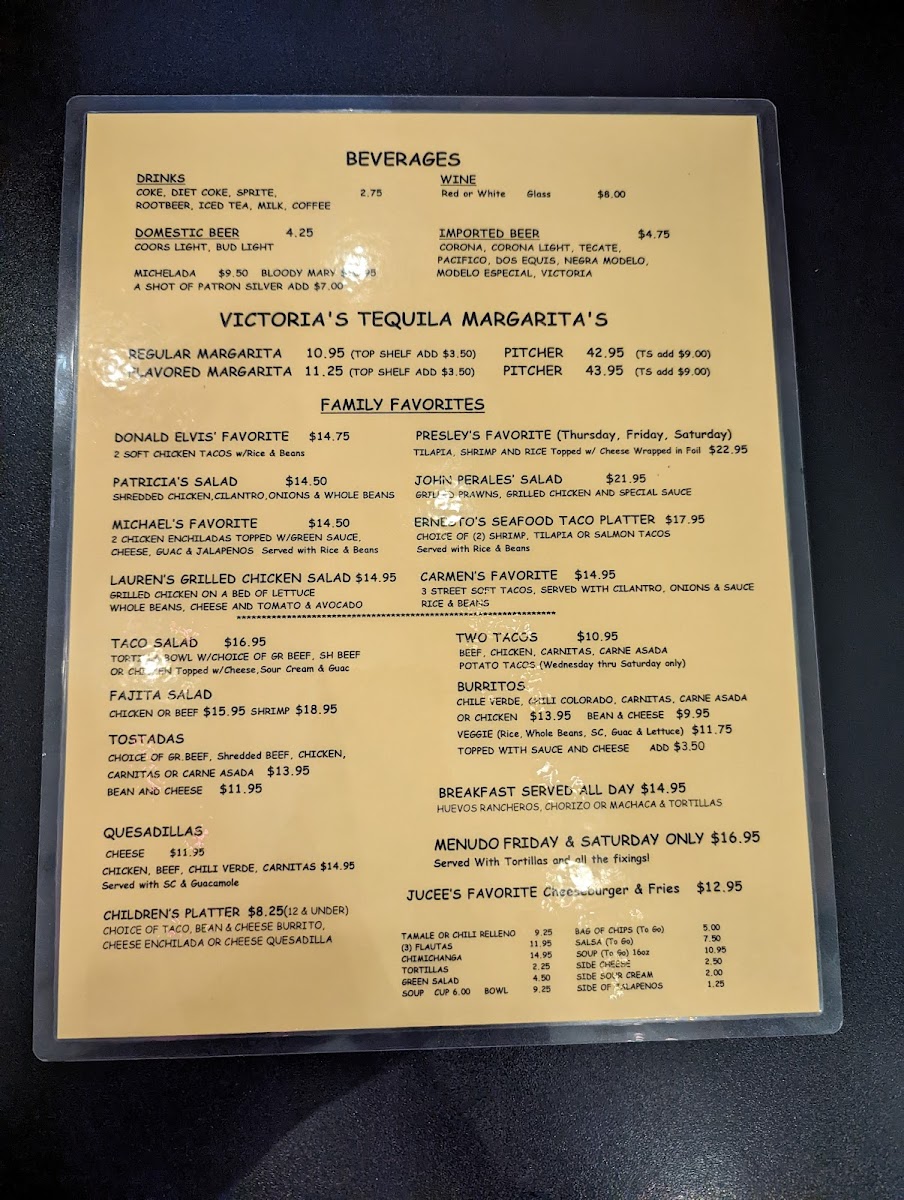 BEVERAGES
DRINKS
COKE, DIET COKE, SPRITE, 2.75
ROOTBEER, ICED TEA, MILK, COFFEE
WINE
Red or White Glass $8.00
DOMESTIC BEER 4.25
COORS LIGHT, BUD LIGHT
IMPORTED BEER $4.75
CORONA, CORONA LIGHT, TECATE,
PACIFICO, DOS EQUIS, NEGRA MODELO,
MODELO ESPECIAL, VICTORIA
MICHELADA $9.50 BLOODY MARY
A SHOT OF PATRON SILVER ADD $7.00
VICTORIA'S TEQUILA MARGARITA'S
REGULAR MARGARITA 10.95 (TOP SHELF ADD $3.50) PITCHER 42.95 (TS add $9.00)
FLAVORED MARGARITA 11.25 (TOP SHELF ADD $3.50) PITCHER 43.95 (TS add $9.00)
FAMILY FAVORITES
DONALD ELVIS' FAVORITE $14.75
2 SOFT CHICKEN TACOS w/Rice & Beans
PRESLEY'S FAVORITE (Thursday, Friday, Saturday)
TILAPIA, SHRIMP AND RICE Topped w/ Cheese Wrapped in Foil $22.95
PATRICIA'S SALAD $14.50
SHREDDED CHICKEN,CILANTRO,ONIONS & WHOLE BEANS
JOHN PERALES' SALAD $21.95
GRILLED PRAWNS, GRILLED CHICKEN AND SPECIAL SAUCE
MICHAEL'S FAVORITE $14.50
2 CHICKEN ENCHILADAS TOPPED W/GREEN SAUCE,
CHEESE, GUAC & JALAPENOS Served with Rice & Beans
ERNESTO'S SEAFOOD TACO PLATTER $17.95
CHOICE OF (2) SHRIMP, TILAPIA OR SALMON TACOS
Served with Rice & Beans
LAUREN'S GRILLED CHICKEN SALAD $14.95
GRILLED CHICKEN ON A BED OF LETTUCE
WHOLE BEANS, CHEESE AND TOMATO & AVOCADO
CARMEN'S FAVORITE $14.95
3 STREET SOFT TACOS, SERVED WITH CILANTRO, ONIONS & SAUCE
RICE & BEANS
TACO SALAD $16.95
TORTILLA BOWL W/CHOICE OF GR BEEF, SH BEEF
OR CHICKEN Topped w/Cheese,Sour Cream & Guac
FAJITA SALAD
CHICKEN OR BEEF $15.95 SHRIMP $18.95
TOSTADAS
CHOICE OF GR.BEEF, Shredded BEEF, CHICKEN,
CARNITAS OR CARNE ASADA $13.95
BEAN AND CHEESE $11.95
QUESADILLAS
CHEESE $11.95
CHICKEN, BEEF, CHILI VERDE, CARNITAS $14.95
Served with SC & Guacamole
CHILDREN'S PLATTER $8.25(12 & UNDER)
CHOICE OF TACO, BEAN & CHEESE BURRITO,
CHEESE ENCHILADA OR CHEESE QUESADILLA
TWO TACOS $10.95
BEEF, CHICKEN, CARNITAS, CARNE ASADA
POTATO TACOS (Wednesday thru Saturday only)
BURRITOS
CHILE VERDE, CHILI COLORADO, CARNITAS, CARNE ASADA
OR CHICKEN $13.95 BEAN & CHEESE $9.95
VEGGIE (Rice, Whole Beans, SC, Guac & Lettuce) $11.75
TOPPED WITH SAUCE AND CHEESE ADD $3.50
BREAKFAST SERVED ALL DAY $14.95
HUEVOS RANCHEROS, CHORIZO OR MACHACA & TORTILLAS
MENUDO FRIDAY & SATURDAY ONLY $16.95
Served With Tortillas and all the fixings!
JUCEE'S FAVORITE Cheeseburger & Fries $12.95
TAMALE OR CHILI RELLENO 9.25
(3) FLAUTAS 11.95
CHIMICHANGA 14.95
TORTILLAS 2.25
GREEN SALAD 4.50
SOUP CUP 6.00 BOWL 9.25
BAG OF CHIPS (To Go) 5.00
SALSA (To Go) 7.50
SOUP (To Go) 16oz 10.95
SIDE CHEESE 2.50
SIDE SOUR CREAM 2.00
SIDE OF JALAPENOS 1.25